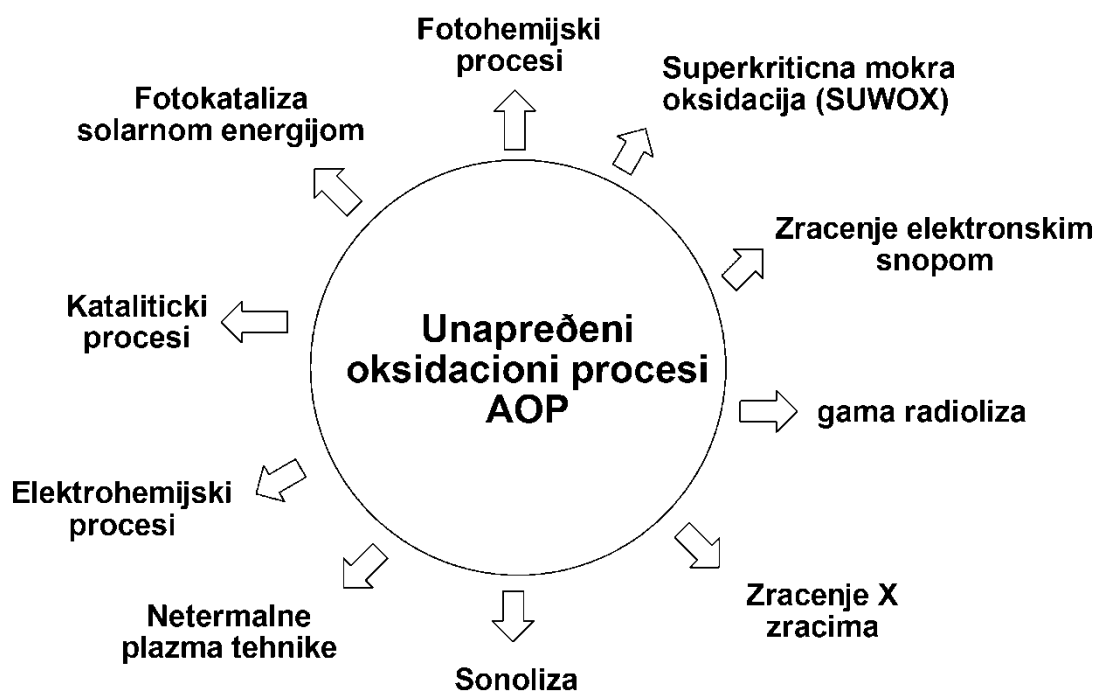 Fotohemijski
procesi
Superkriticna mokra
oksidacija (SUWOX)
Fotokataliza
solarnom energijom
Zracenje elektronskim
snopom
Kataliticki
procesi
Unapređeni
oksidacioni procesi
AOP
gama radioliza
Elektrohemijski
procesi
Zracenje X
zracima
Netermalne
plazma tehnike
Sonoliza